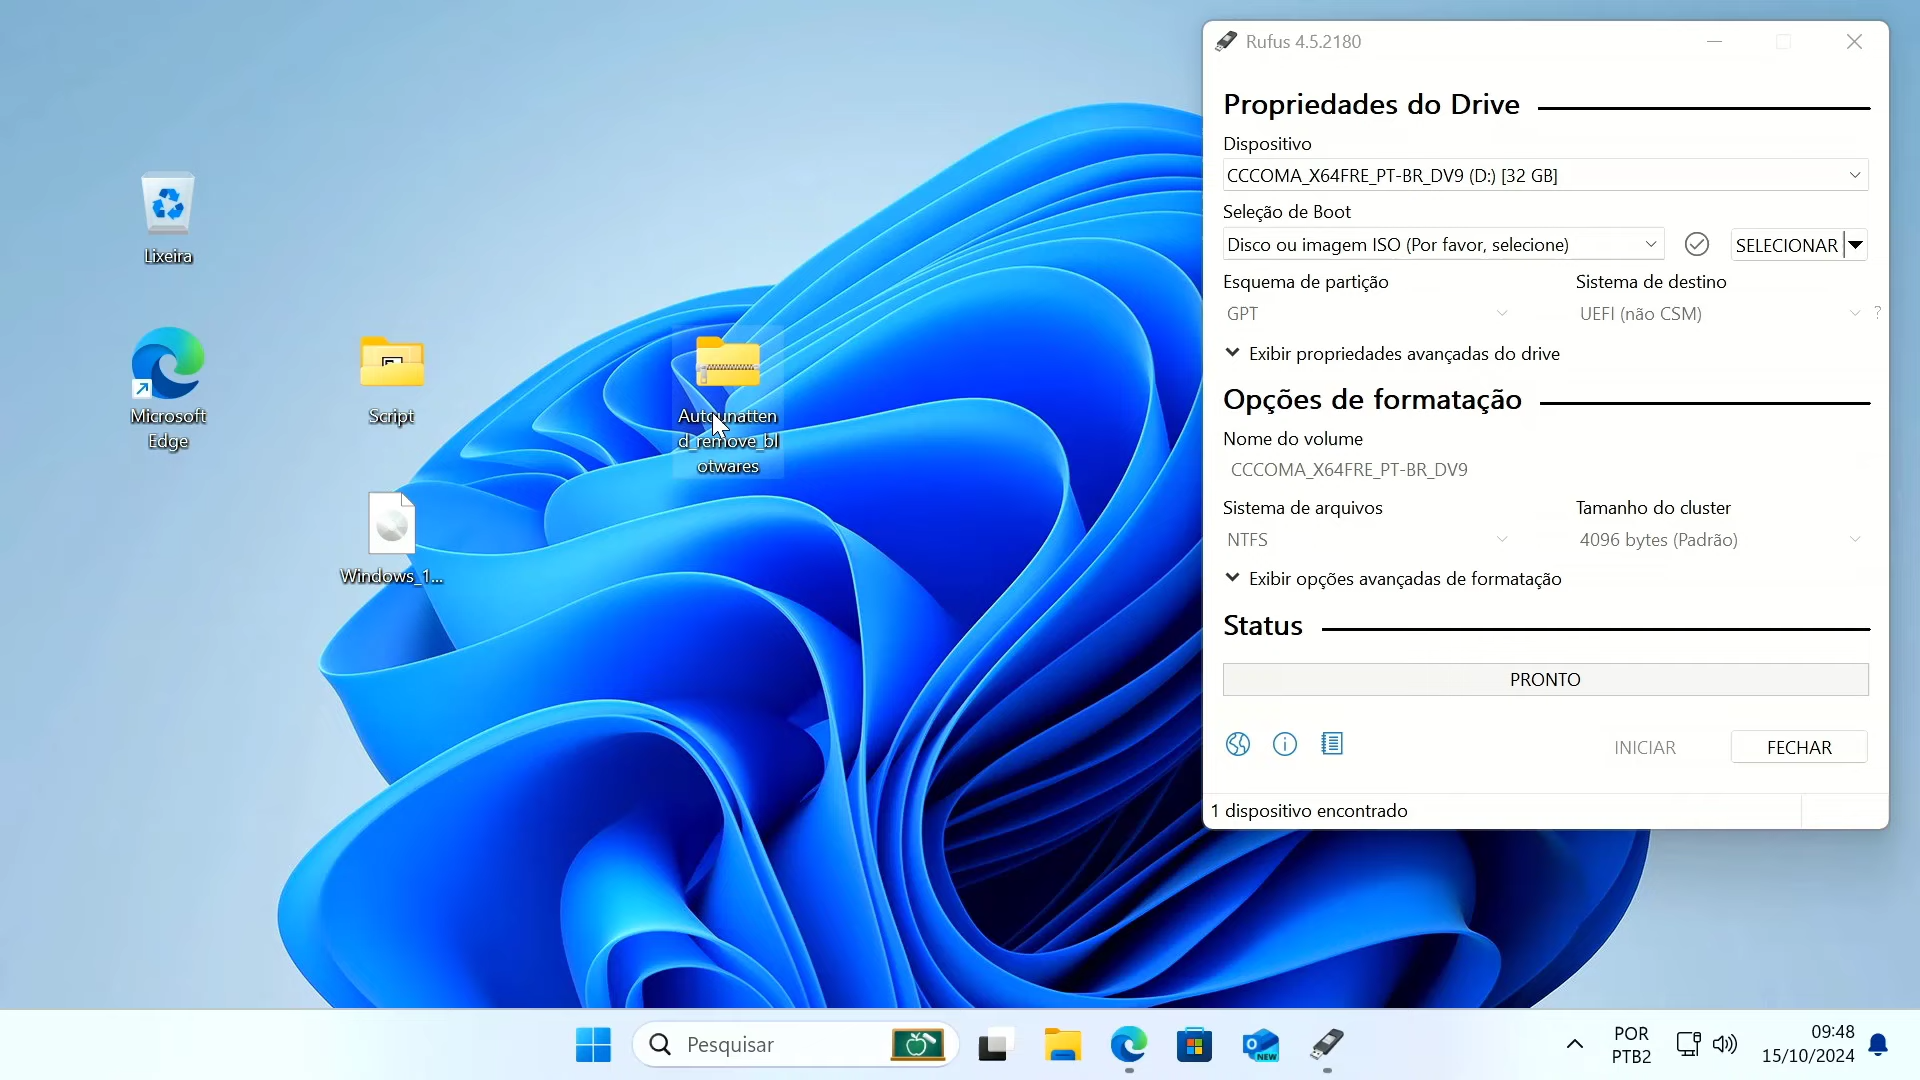 Lixeira
Microsoft
Edge
Script
Windows_1...
Autounatten
d_remove_bl
otwares
Rufus 4.5.2180
Propriedades do Drive
Dispositivo
CCCOMA_X64FRE_PT-BR_DV9 (D:) [32 GB]
Seleção de Boot
Disco ou imagem ISO (Por favor, selecione)
SELECIONAR
Esquema de partição
Sistema de destino
GPT
UEFI (não CSM)
?
Exibir propriedades avançadas do drive
Opções de formatação
Nome do volume
CCCOMA_X64FRE_PT-BR_DV9
Sistema de arquivos
Tamanho do cluster
NTFS
4096 bytes (Padrão)
Exibir opções avançadas de formatação
Status
PRONTO
INICIAR
FECHAR
1 dispositivo encontrado
Pesquisar
NEW
POR
PTB2
09:48
15/10/2024